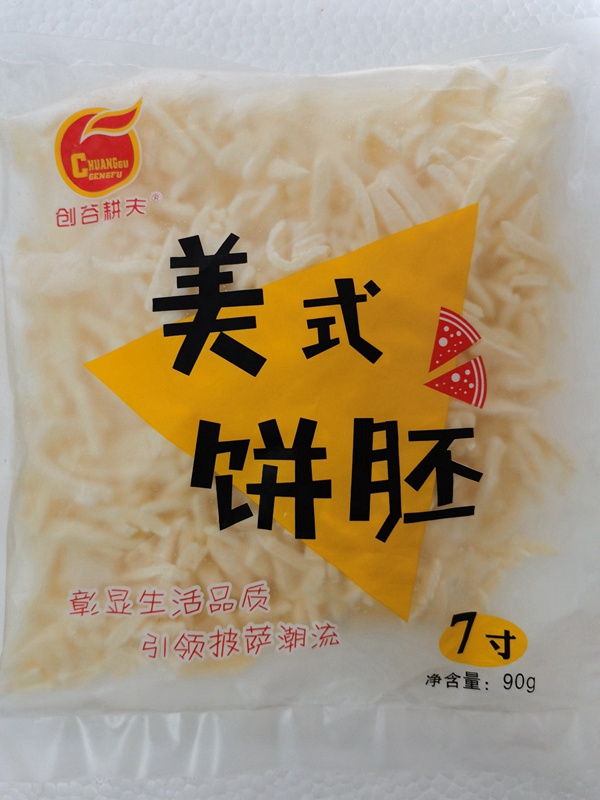 CHUANGGU
GENGFU
创谷耕夫®
美式
饼胚
彰显生活品质
引领披萨潮流
7寸
净含量：90g